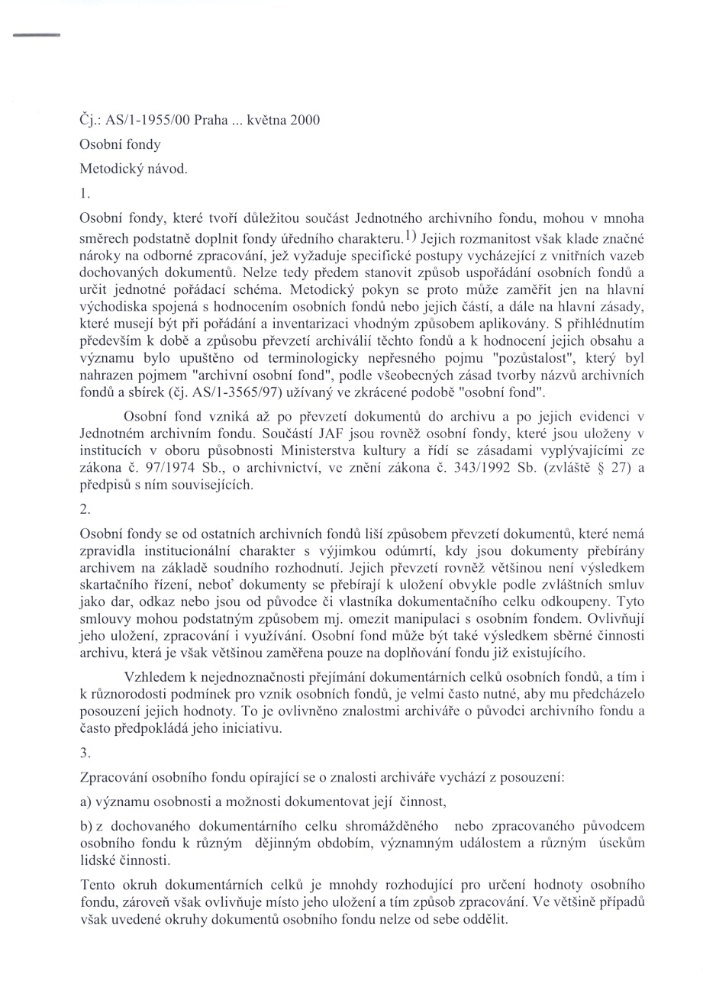 Čj.: AS/1-1955/00 Praha ... května 2000
Osobní fondy
Metodický návod.
1.
Osobní fondy, které tvoří důležitou součást Jednotného archivního fondu, mohou v mnoha
směrech podstatně doplnit fondy úředního charakteru.1) Jejich rozmanitost však klade značné
nároky na odborné zpracování, jež vyžaduje specifické postupy vycházející z vnitřních vazeb
dochovaných dokumentů. Nelze tedy předem stanovit způsob uspořádání osobních fondů a
určit jednotné pořádací schéma. Metodický pokyn se proto může zaměřit jen na hlavní
východiska spojená s hodnocením osobních fondů nebo jejich částí, a dále na hlavní zásady,
které musejí být při pořádání a inventarizaci vhodným způsobem aplikovány. S přihlédnutím
především k době a způsobu převzetí archiválií těchto fondů a k hodnocení jejich obsahu a
významu bylo upuštěno od terminologicky nepřesného pojmu "pozůstalost", který byl
nahrazen pojmem "archivní osobní fond", podle všeobecných zásad tvorby názvů archivních
fondů a sbírek (čj. AS/1-3565/97) užívaný ve zkrácené podobě "osobní fond".
Osobní fond vzniká až po převzetí dokumentů do archivu a po jejich evidenci v
Jednotném archivním fondu. Součástí JAF jsou rovněž osobní fondy, které jsou uloženy v
institucích v oboru působnosti Ministerstva kultury a řídí se zásadami vyplývajícími ze
zákona č. 97/1974 Sb., o archivnictví, ve znění zákona č. 343/1992 Sb. (zvláště § 27) a
předpisů s ním souvisejících.
2.
Osobní fondy se od ostatních archivních fondů liší způsobem převzetí dokumentů, které nemá
zpravidla institucionální charakter s výjimkou odúmrtí, kdy jsou dokumenty přebírány
archivem na základě soudního rozhodnutí. Jejich převzetí rovněž většinou není výsledkem
skartačního řízení, neboť dokumenty se přebírají k uložení obvykle podle zvláštních smluv
jako dar, odkaz nebo jsou od původce či vlastníka dokumentačního celku odkoupeny. Tyto
smlouvy mohou podstatným způsobem mj. omezit manipulaci s osobním fondem. Ovlivňují
jeho uložení, zpracování i využívání. Osobní fond může být také výsledkem sběrné činnosti
archivu, která je však většinou zaměřena pouze na doplňování fondu již existujícího.
Vzhledem k nejednoznačnosti přejímání dokumentárních celků osobních fondů, a tím i
k různorodosti podmínek pro vznik osobních fondů, je velmi často nutné, aby mu předcházelo
posouzení jejich hodnoty. To je ovlivněno znalostmi archiváře o původci archivního fondu a
často předpokládá jeho iniciativu.
3.
Zpracování osobního fondu opírající se o znalosti archiváře vychází z posouzení:
a) významu osobnosti a možnosti dokumentovat její činnost,
b) z dochovaného dokumentárního celku shromážděného nebo zpracovaného původcem
osobního fondu k různým dějinným obdobím, významným událostem a různým úsekům
lidské činnosti.
Tento okruh dokumentárních celků je mnohdy rozhodující pro určení hodnoty osobního
fondu, zároveň však ovlivňuje místo jeho uložení a tím způsob zpracování. Ve většině případů
však uvedené okruhy dokumentů osobního fondu nelze od sebe oddělit.